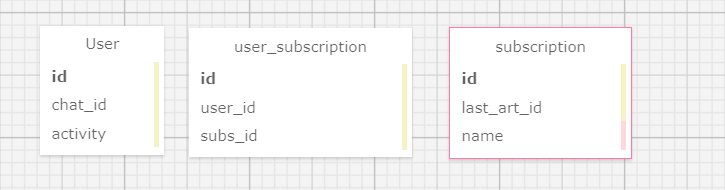 User
id
chat_id
activity
user_subscription
id
user_id
subs_id
subscription
id
last_art_id
name